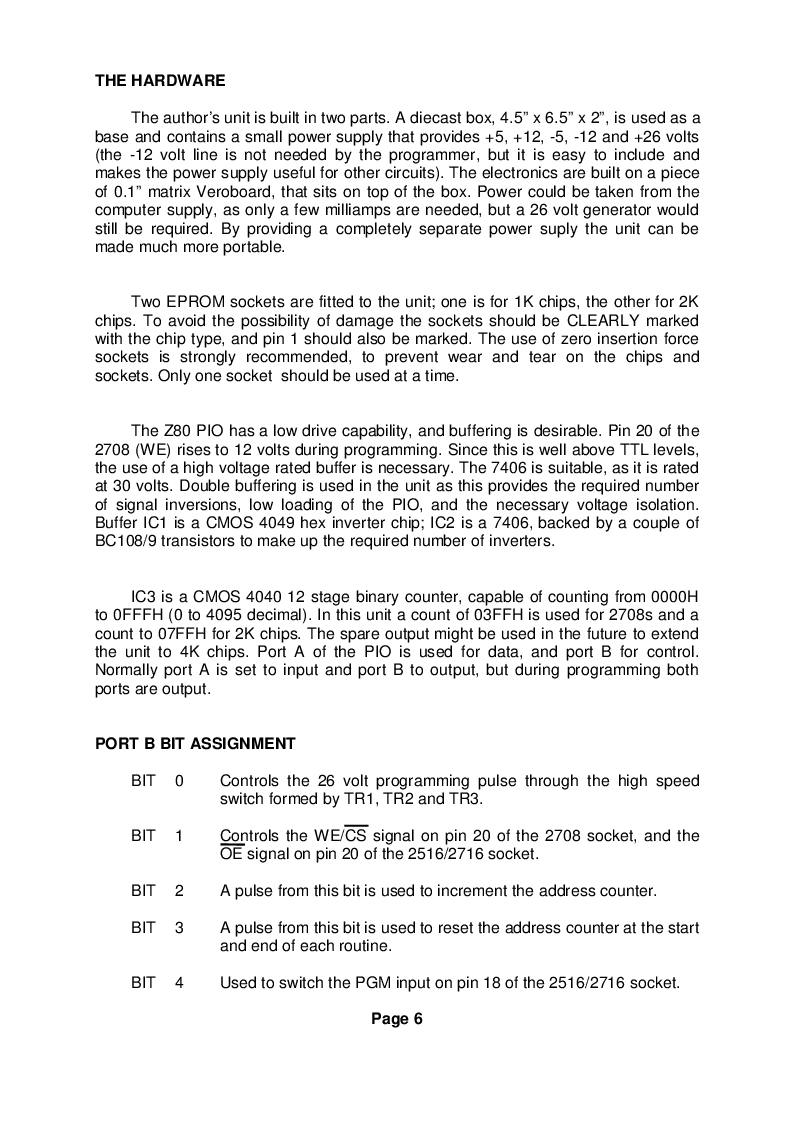 THE HARDWARE
The author’s unit is built in two parts. A diecast box, 4.5” x 6.5” x 2”, is used as a
base and contains a small power supply that provides +5, +12, -5, -12 and +26 volts
(the -12 volt line is not needed by the programmer, but it is easy to include and
makes the power supply useful for other circuits). The electronics are built on a piece
of 0.1” matrix Veroboard, that sits on top of the box. Power could be taken from the
computer supply, as only a few milliamps are needed, but a 26 volt generator would
still be required. By providing a completely separate power suply the unit can be
made much more portable.
Two EPROM sockets are fitted to the unit; one is for 1K chips, the other for 2K
chips. To avoid the possibility of damage the sockets should be CLEARLY marked
with the chip type, and pin 1 should also be marked. The use of zero insertion force
sockets is strongly recommended, to prevent wear and tear on the chips and
sockets. Only one socket should be used at a time.
The Z80 PIO has a low drive capability, and buffering is desirable. Pin 20 of the
2708 (WE) rises to 12 volts during programming. Since this is well above TTL levels,
the use of a high voltage rated buffer is necessary. The 7406 is suitable, as it is rated
at 30 volts. Double buffering is used in the unit as this provides the required number
of signal inversions, low loading of the PIO, and the necessary voltage isolation.
Buffer IC1 is a CMOS 4049 hex inverter chip; IC2 is a 7406, backed by a couple of
BC108/9 transistors to make up the required number of inverters.
IC3 is a CMOS 4040 12 stage binary counter, capable of counting from 0000H
to 0FFFH (0 to 4095 decimal). In this unit a count of 03FFH is used for 2708s and a
count to 07FFH for 2K chips. The spare output might be used in the future to extend
the unit to 4K chips. Port A of the PIO is used for data, and port B for control.
Normally port A is set to input and port B to output, but during programming both
ports are output.
PORT B BIT ASSIGNMENT
BIT 0 Controls the 26 volt programming pulse through the high speed
switch formed by TR1, TR2 and TR3.
BIT 1 Controls the WE/C̅S̅ signal on pin 20 of the 2708 socket, and the
O̅E̅ signal on pin 20 of the 2516/2716 socket.
BIT 2 A pulse from this bit is used to increment the address counter.
BIT 3 A pulse from this bit is used to reset the address counter at the start
and end of each routine.
BIT 4 Used to switch the PGM input on pin 18 of the 2516/2716 socket.
Page 6